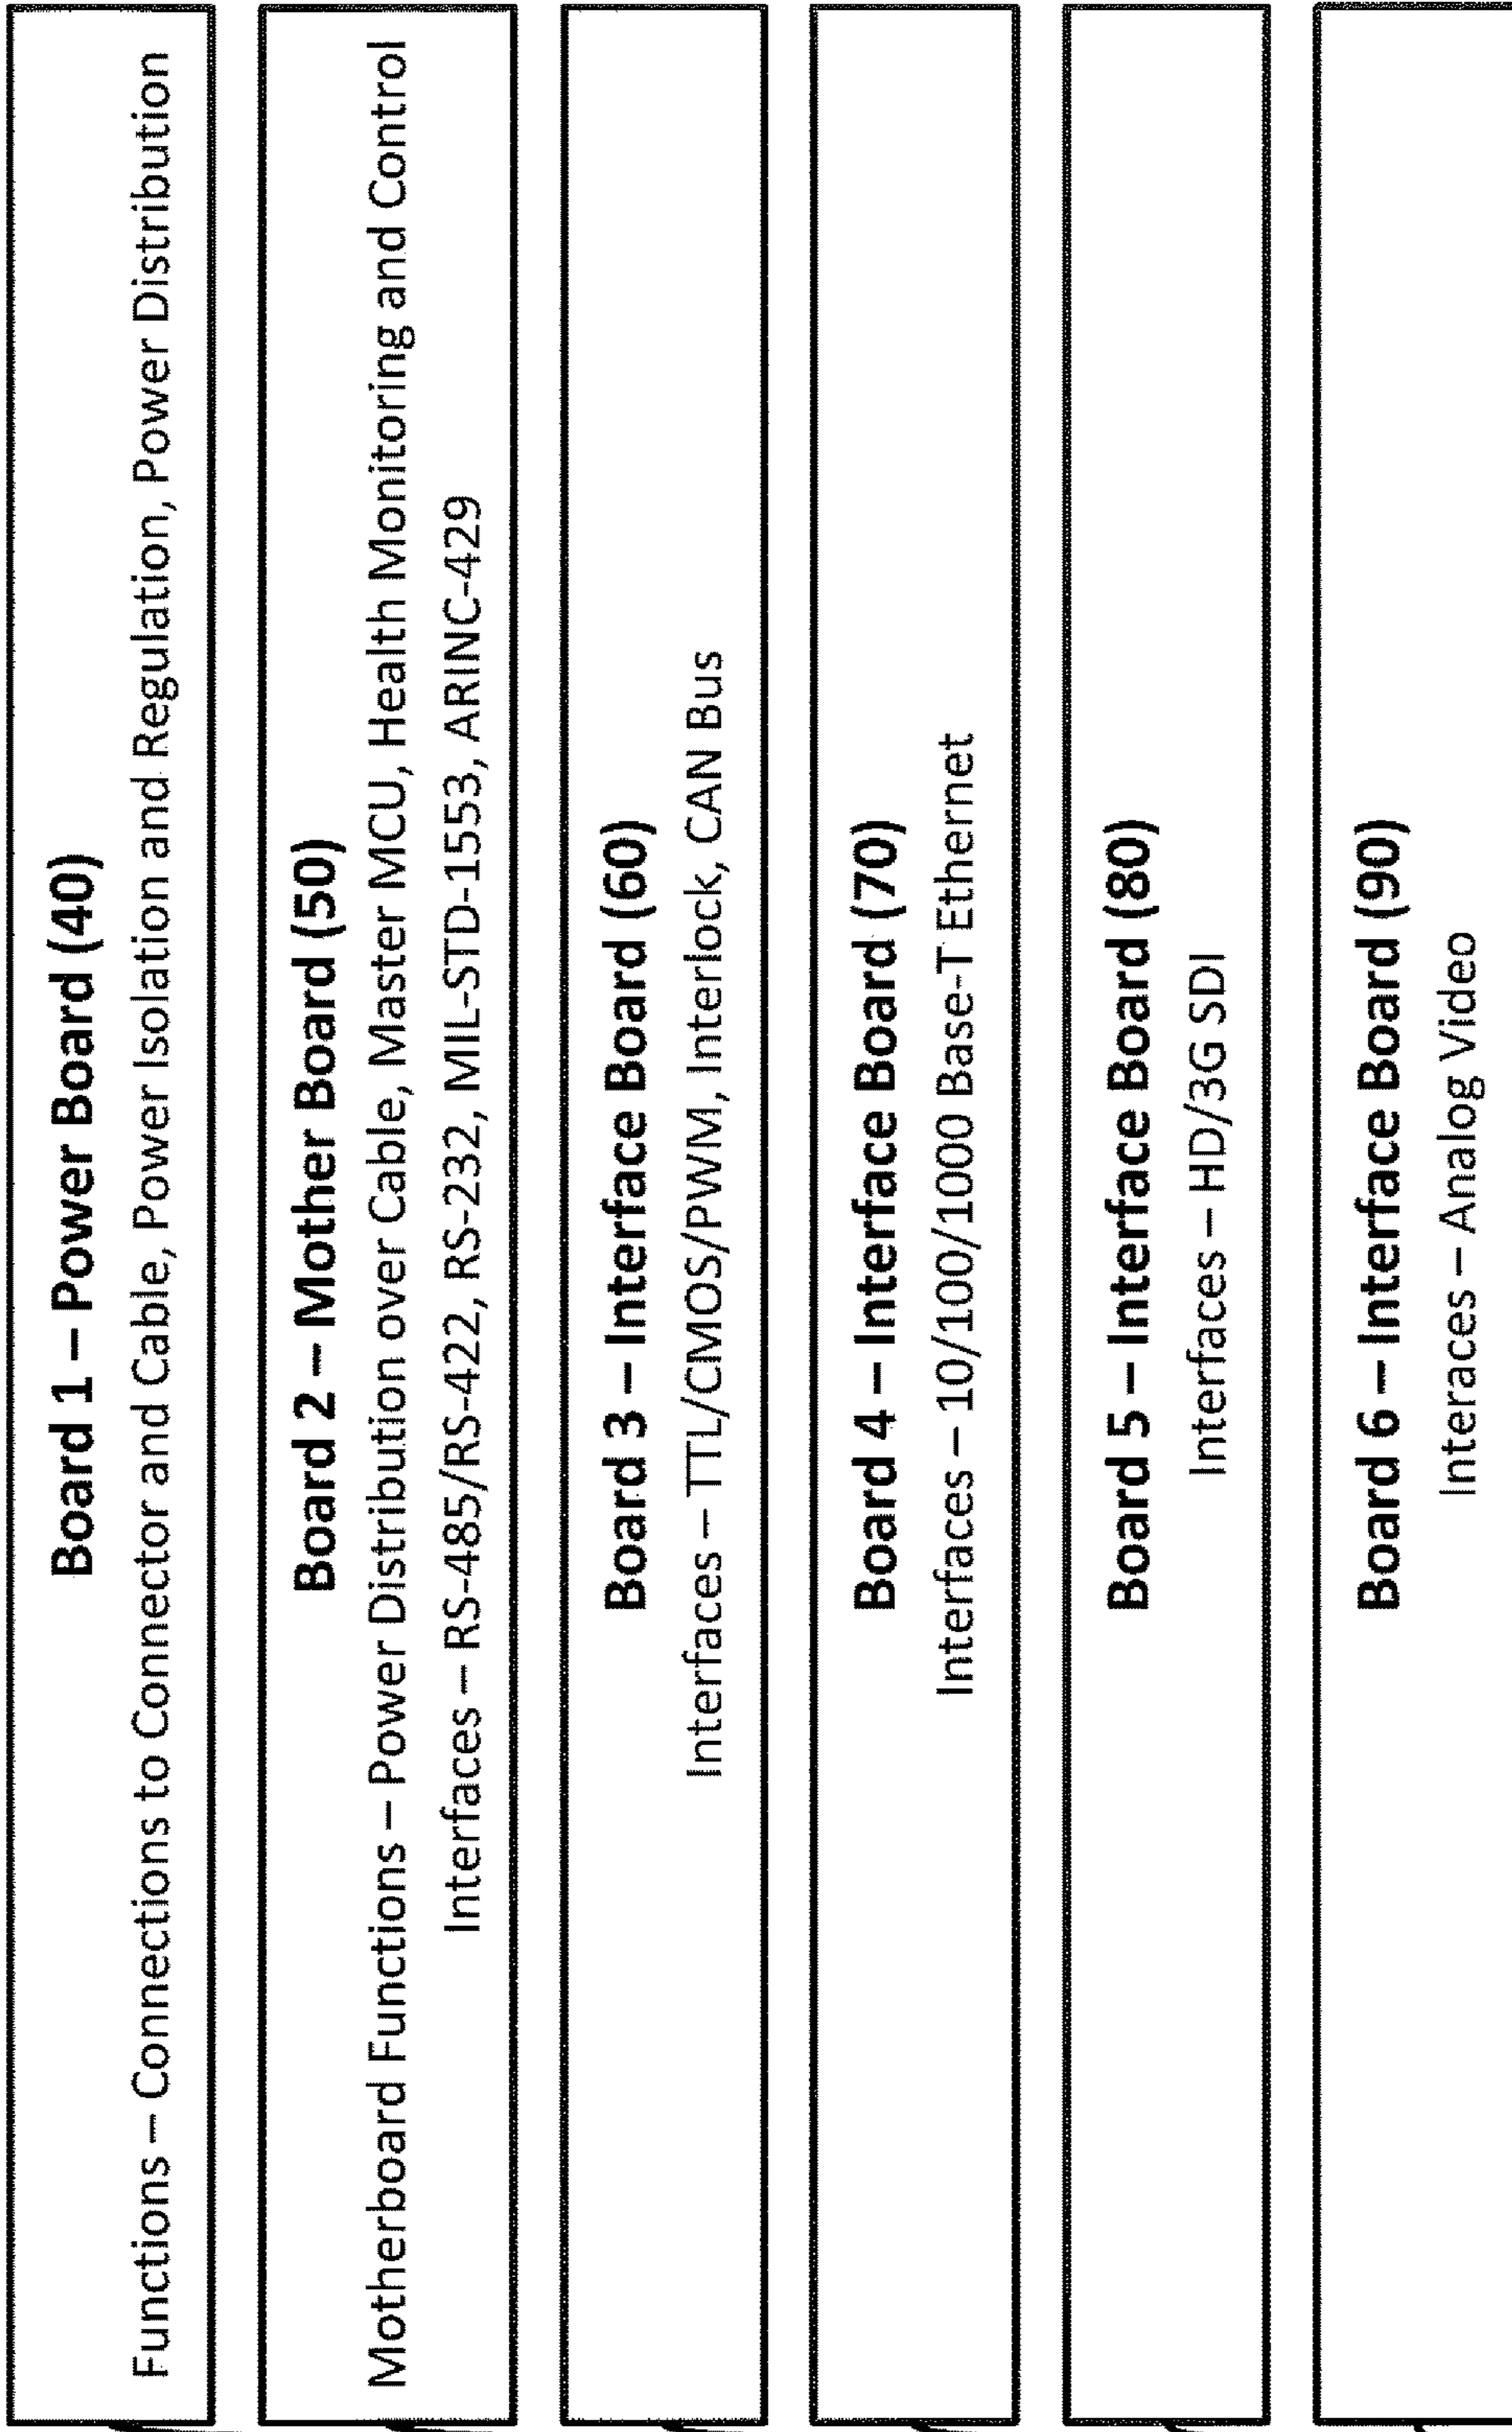 Board 1 – Power Board (40)
Functions – Connections to Connector and Cable, Power Isolation and Regulation, Power Distribution
Board 2 – Mother Board (50)
Motherboard Functions – Power Distribution over Cable, Master MCU, Health Monitoring and Control
Interfaces – RS-485/RS-422, RS-232, MIL-STD-1553, ARINC-429
Board 3 – Interface Board (60)
Interfaces – TTL/CMOS/PWM, Interlock, CAN Bus
Board 4 – Interface Board (70)
Interfaces – 10/100/1000 Base-T Ethernet
Board 5 – Interface Board (80)
Interfaces – HD/3G SDI
Board 6 – Interface Board (90)
Interaces – Analog Video